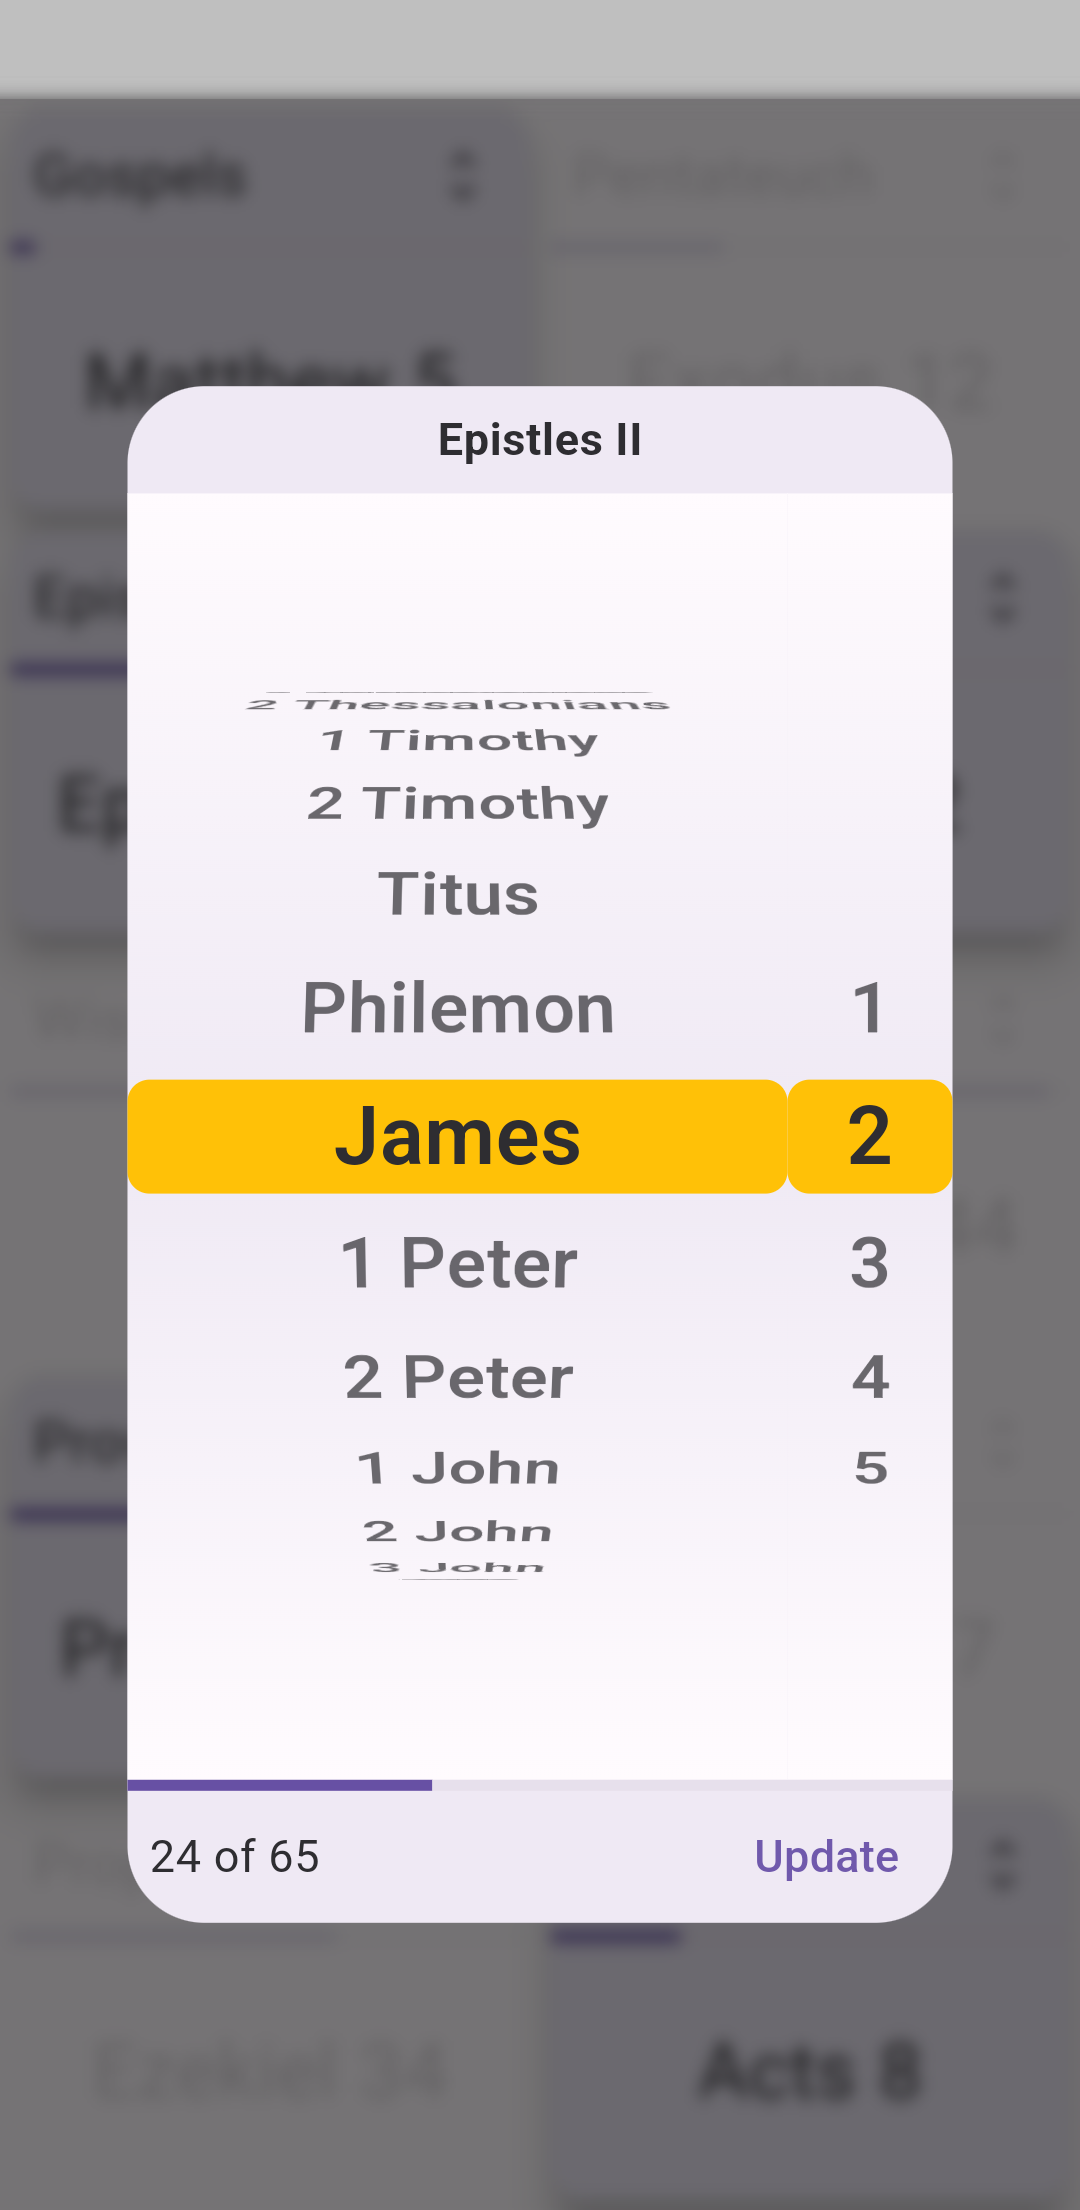 Gospels
Pentateuch
Matthew 5
Exodus 12
Epistles II
2 Thessalonians
1 Timothy
2 Timothy
Titus
Philemon 1
James 2
1 Peter 3
2 Peter 4
1 John 5
2 John
3 John
24 of 65
Update
Ezekiel 34
Acts 8